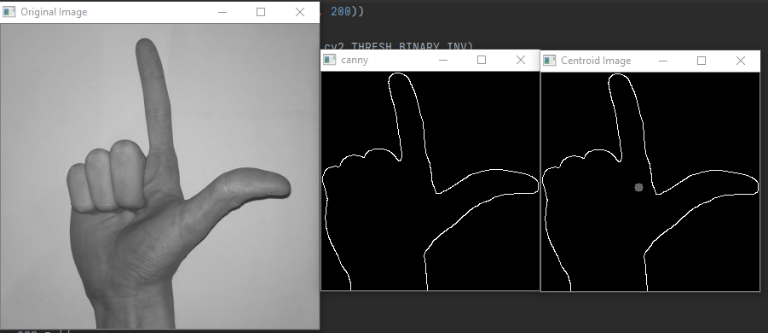 Original Image
, 200))
cv2.THRESH_BINARY_INV)
canny
Centroid Image